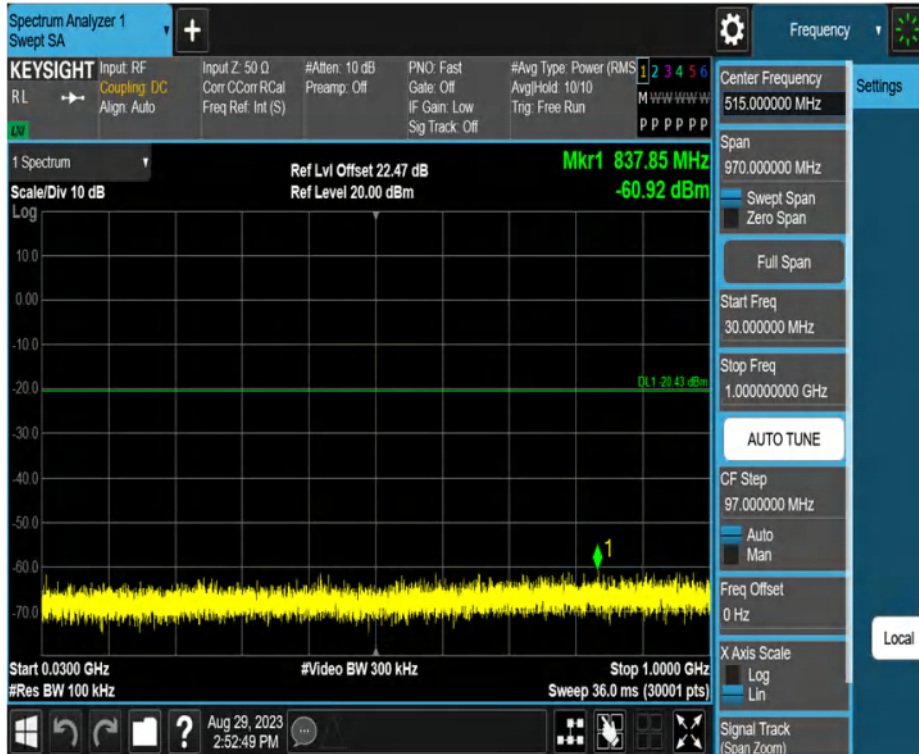 Spectrum Analyzer 1
Swept SA
+
Frequency
KEYSIGHT
RL
LXI
Input: RF
Coupling: DC
Align: Auto
Input Z: 50 Ω
Corr CCorr RCal
Freq Ref: Int (S)
#Atten: 10 dB
Preamp: Off
PNO: Fast
Gate: Off
IF Gain: Low
Sig Track: Off
#Avg Type: Power (RMS
Avg|Hold: 10/10
Trig: Free Run
1 2 3 4 5 6
M W W W W W
P P P P P P
Settings
1 Spectrum
Scale/Div 10 dB
Log
Ref Lvl Offset 22.47 dB
Ref Level 20.00 dBm
Mkr1 837.85 MHz
-60.92 dBm
10.0
0.00
-10.0
-20.0
DL1 -20.43 dBm
-30.0
-40.0
-50.0
-60.0
1
-70.0
Start 0.0300 GHz
#Res BW 100 kHz
#Video BW 300 kHz
Stop 1.0000 GHz
Sweep 36.0 ms (30001 pts)
Center Frequency
515.000000 MHz
Span
970.000000 MHz
Swept Span
Zero Span
Full Span
Start Freq
30.000000 MHz
Stop Freq
1.000000000 GHz
AUTO TUNE
CF Step
97.000000 MHz
Auto
Man
Freq Offset
0 Hz
X Axis Scale
Log
Lin
Signal Track
(Span Zoom)
Local
?
Aug 29, 2023
2:52:49 PM